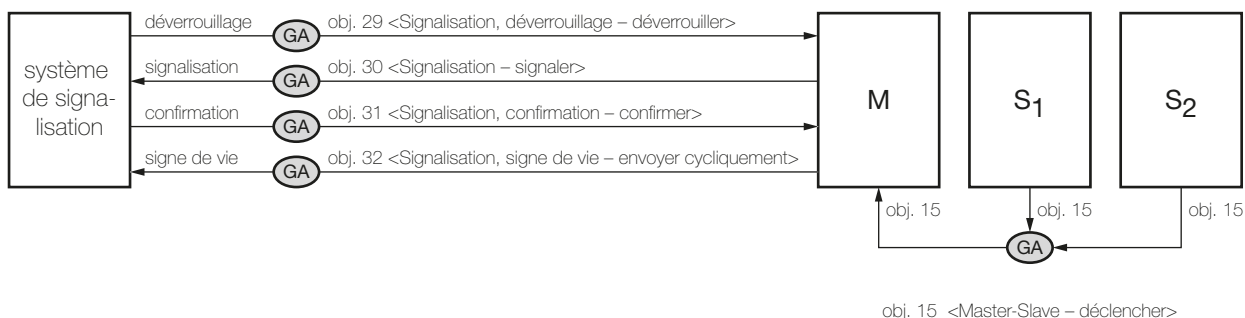 déverrouillage GA obj. 29 <Signalisation, déverrouillage – déverrouiller>
système
de signa-
lisation
signalisation GA obj. 30 <Signalisation – signaler>
confirmation GA obj. 31 <Signalisation, confirmation – confirmer>
signe de vie GA obj. 32 <Signalisation, signe de vie – envoyer cycliquement>
M S1 S2
obj. 15 obj. 15 obj. 15
GA
obj. 15 <Master-Slave – déclencher>